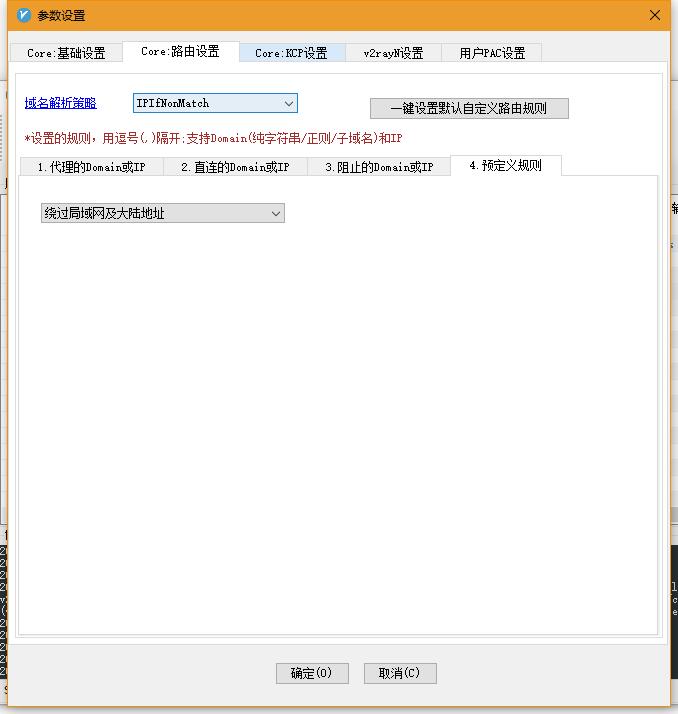 参数设置
Core:基础设置 Core:路由设置 Core:KCP设置 v2rayN设置 用户PAC设置
域名解析策略 IPIfNonMatch 一键设置默认自定义路由规则
*设置的规则，用逗号(,)隔开;支持Domain(纯字符串/正则/子域名)和IP
1.代理的Domain或IP 2.直连的Domain或IP 3.阻止的Domain或IP 4.预定义规则
绕过局域网及大陆地址
确定(O) 取消(C)